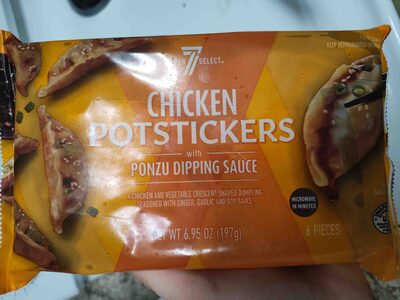 KEEP REFRIGERATED
7
SELECT
CHICKEN
POTSTICKERS
with
PONZU DIPPING SAUCE
A CHICKEN AND VEGETABLE CRESCENT-SHAPED DUMPLING
SEASONED WITH GINGER, GARLIC AND SOY SAUCE
MICROWAVE
IN MINUTES
NET WT 6.95 OZ (197g)
6 PIECES